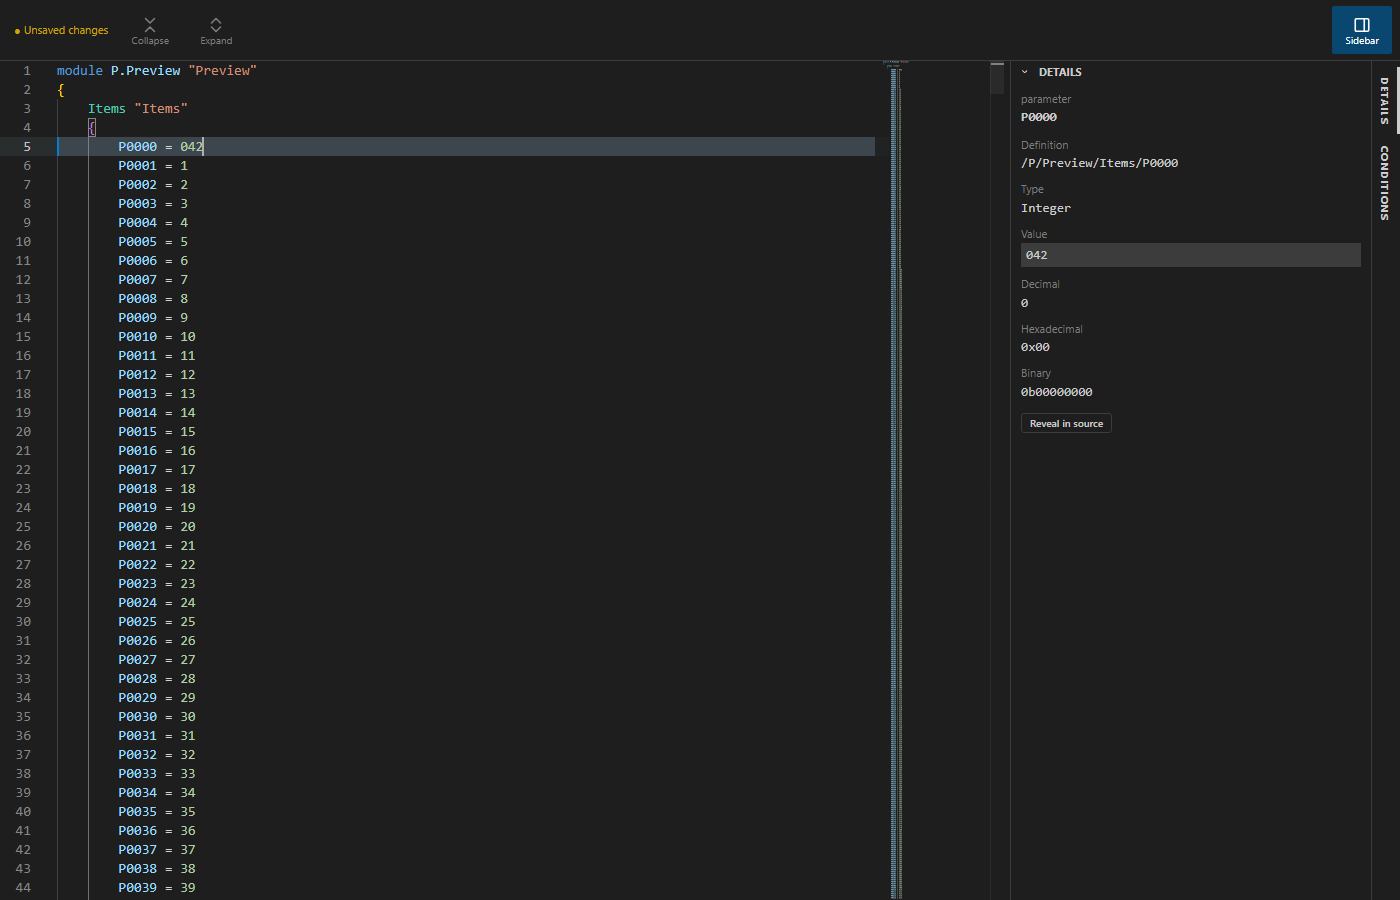 Unsaved changes
Collapse
Expand
Sidebar
1 module P.Preview "Preview"
2 {
3 Items "Items"
4 {
5 P0000 = 042
6 P0001 = 1
7 P0002 = 2
8 P0003 = 3
9 P0004 = 4
10 P0005 = 5
11 P0006 = 6
12 P0007 = 7
13 P0008 = 8
14 P0009 = 9
15 P0010 = 10
16 P0011 = 11
17 P0012 = 12
18 P0013 = 13
19 P0014 = 14
20 P0015 = 15
21 P0016 = 16
22 P0017 = 17
23 P0018 = 18
24 P0019 = 19
25 P0020 = 20
26 P0021 = 21
27 P0022 = 22
28 P0023 = 23
29 P0024 = 24
30 P0025 = 25
31 P0026 = 26
32 P0027 = 27
33 P0028 = 28
34 P0029 = 29
35 P0030 = 30
36 P0031 = 31
37 P0032 = 32
38 P0033 = 33
39 P0034 = 34
40 P0035 = 35
41 P0036 = 36
42 P0037 = 37
43 P0038 = 38
44 P0039 = 39
DETAILS
parameter
P0000
Definition
/P/Preview/Items/P0000
Type
Integer
Value
042
Decimal
0
Hexadecimal
0x00
Binary
0b00000000
Reveal in source
DETAILS
CONDITIONS